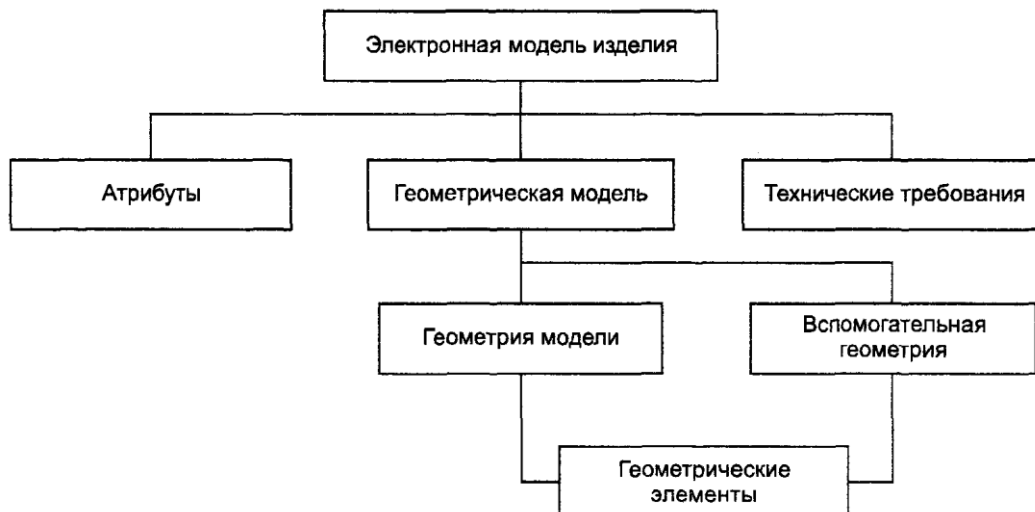 Электронная модель изделия
Атрибуты
Геометрическая модель
Технические требования
Геометрия модели
Вспомогательная
геометрия
Геометрические
элементы